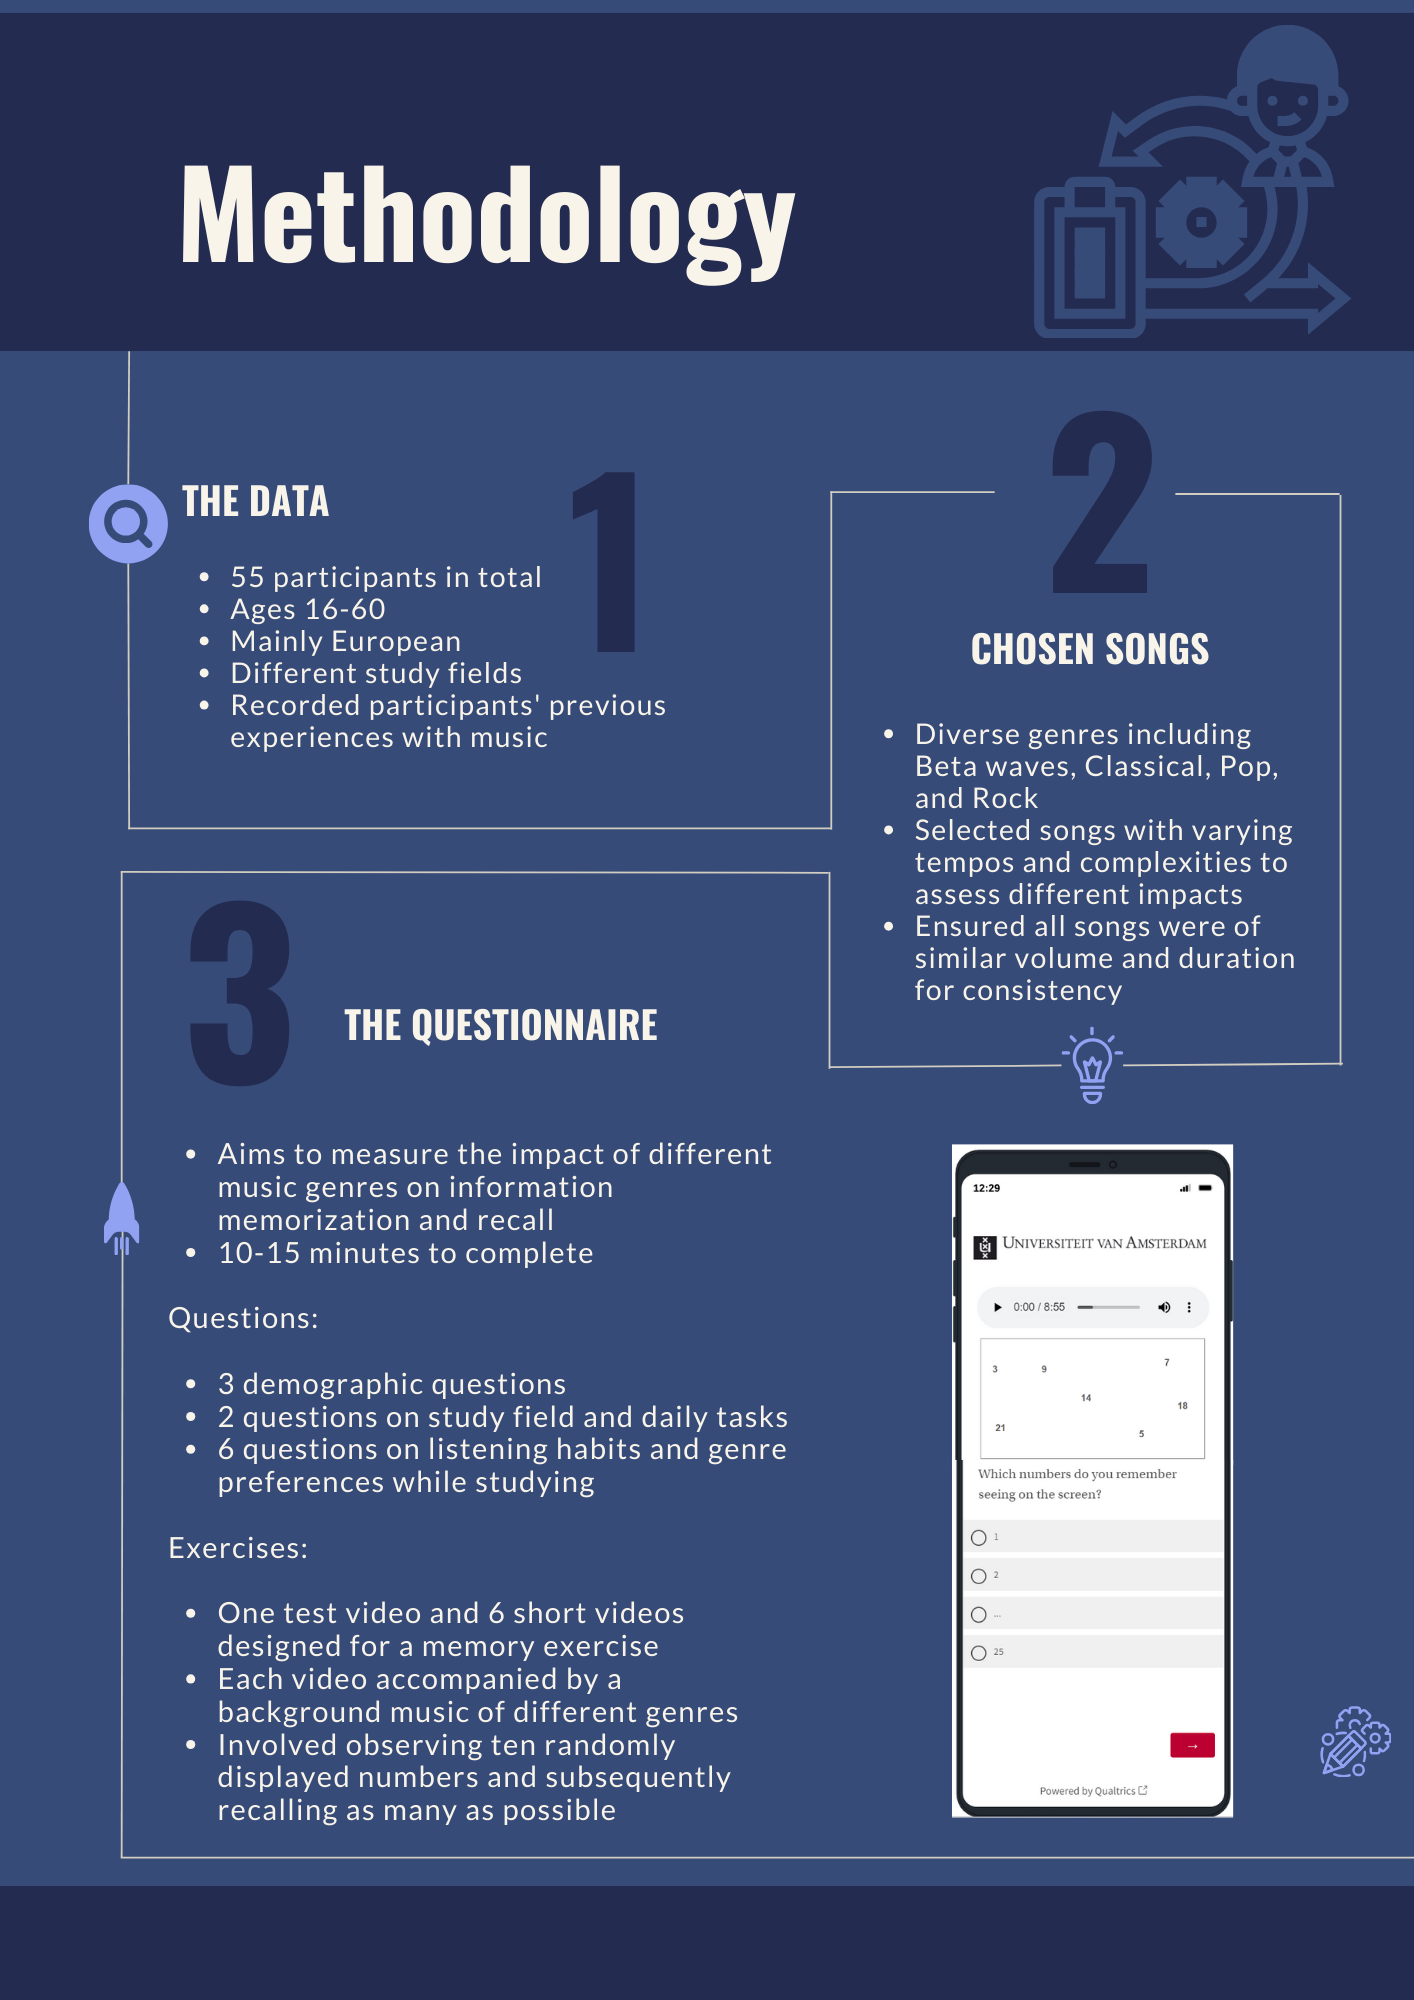 Methodology
1
THE DATA
• 55 participants in total
• Ages 16-60
• Mainly European
• Different study fields
• Recorded participants' previous
experiences with music
2
CHOSEN SONGS
• Diverse genres including
Beta waves, Classical, Pop,
and Rock
• Selected songs with varying
tempos and complexities to
assess different impacts
• Ensured all songs were of
similar volume and duration
for consistency
3
THE QUESTIONNAIRE
• Aims to measure the impact of different
music genres on information
memorization and recall
• 10-15 minutes to complete
Questions:
• 3 demographic questions
• 2 questions on study field and daily tasks
• 6 questions on listening habits and genre
preferences while studying
Exercises:
• One test video and 6 short videos
designed for a memory exercise
• Each video accompanied by a
background music of different genres
• Involved observing ten randomly
displayed numbers and subsequently
recalling as many as possible
12:29
UNIVERSITEIT VAN AMSTERDAM
0:00 / 8:55
3 9 7
14 18
21 5
Which numbers do you remember
seeing on the screen?
1
2
...
25
→
Powered by Qualtrics